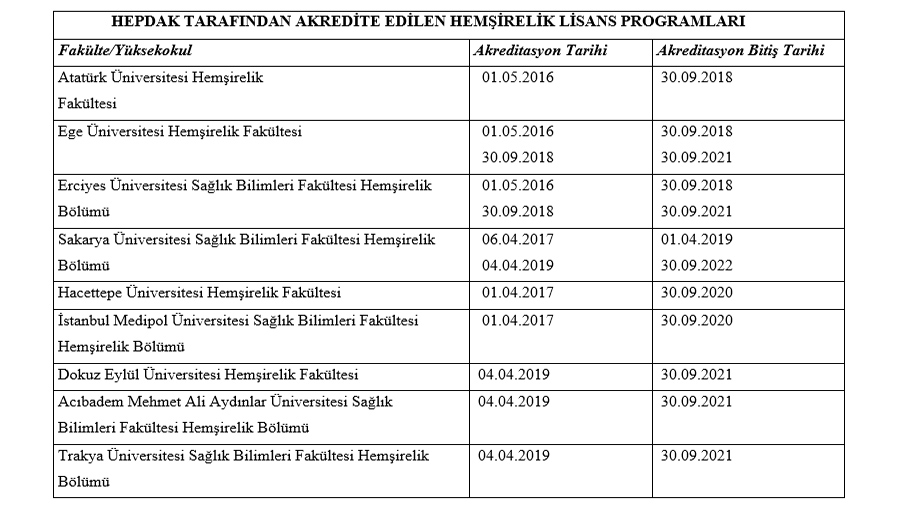 HEPDAK TARAFINDAN AKREDİTE EDİLEN HEMŞİRELİK LİSANS PROGRAMLARI
Fakülte/Yüksekokul Akreditasyon Tarihi Akreditasyon Bitiş Tarihi
Atatürk Üniversitesi Hemşirelik 01.05.2016 30.09.2018
Fakültesi
Ege Üniversitesi Hemşirelik Fakültesi 01.05.2016 30.09.2018
30.09.2018 30.09.2021
Erciyes Üniversitesi Sağlık Bilimleri Fakültesi Hemşirelik 01.05.2016 30.09.2018
Bölümü 30.09.2018 30.09.2021
Sakarya Üniversitesi Sağlık Bilimleri Fakültesi Hemşirelik 06.04.2017 01.04.2019
Bölümü 04.04.2019 30.09.2022
Hacettepe Üniversitesi Hemşirelik Fakültesi 01.04.2017 30.09.2020
İstanbul Medipol Üniversitesi Sağlık Bilimleri Fakültesi 01.04.2017 30.09.2020
Hemşirelik Bölümü
Dokuz Eylül Üniversitesi Hemşirelik Fakültesi 04.04.2019 30.09.2021
Acıbadem Mehmet Ali Aydınlar Üniversitesi Sağlık 04.04.2019 30.09.2021
Bilimleri Fakültesi Hemşirelik Bölümü
Trakya Üniversitesi Sağlık Bilimleri Fakültesi Hemşirelik 04.04.2019 30.09.2021
Bölümü